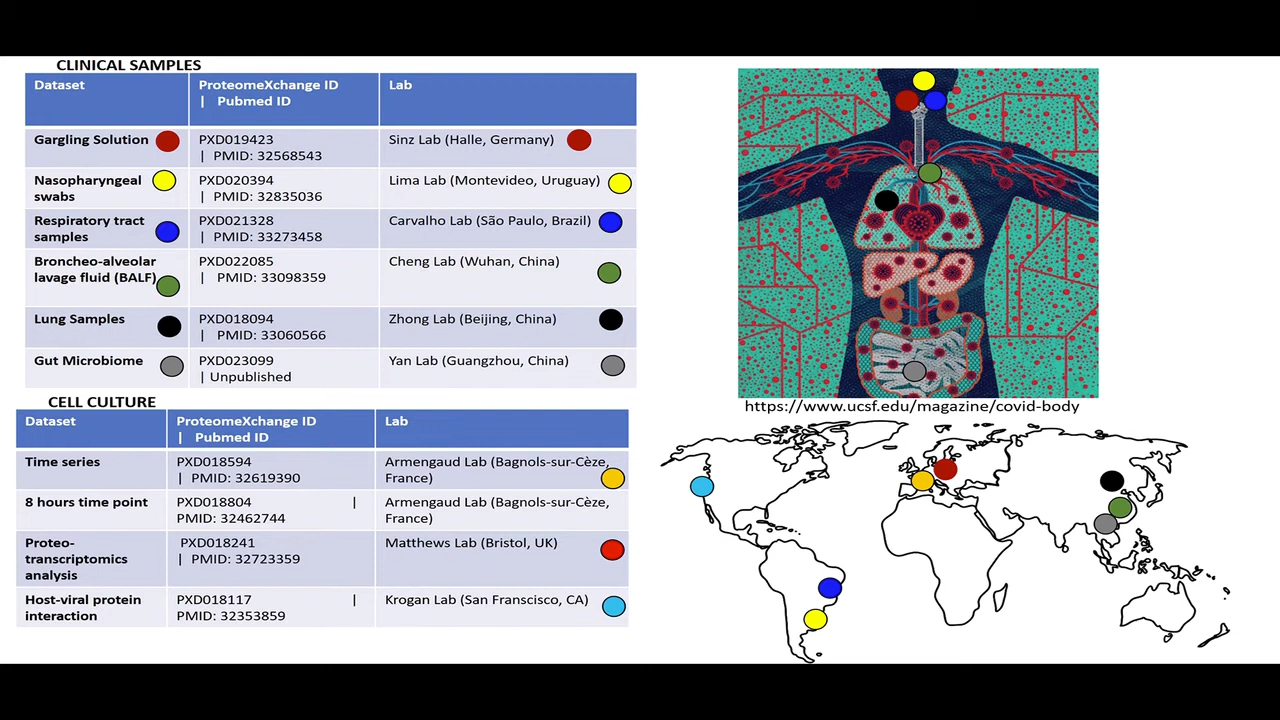 CLINICAL SAMPLES
Dataset
ProteomeXchange ID
| Pubmed ID
Lab
Gargling Solution
PXD019423
| PMID: 32568543
Sinz Lab (Halle, Germany)
Nasopharyngeal
swabs
PXD020394
| PMID: 32835036
Lima Lab (Montevideo, Uruguay)
Respiratory tract
samples
PXD021328
| PMID: 33273458
Carvalho Lab (São Paulo, Brazil)
Broncheo-alveolar
lavage fluid (BALF)
PXD022085
| PMID: 33098359
Cheng Lab (Wuhan, China)
Lung Samples
PXD018094
| PMID: 33060566
Zhong Lab (Beijing, China)
Gut Microbiome
PXD023099
| Unpublished
Yan Lab (Guangzhou, China)
CELL CULTURE
Dataset
ProteomeXchange ID
| Pubmed ID
Lab
Time series
PXD018594
| PMID: 32619390
Armengaud Lab (Bagnols-sur-Cèze,
France)
8 hours time point
PXD018804 |
PMID: 32462744
Armengaud Lab (Bagnols-sur-Cèze,
France)
Proteo-
transcriptomics
analysis
PXD018241
| PMID: 32723359
Matthews Lab (Bristol, UK)
Host-viral protein
interaction
PXD018117 |
PMID: 32353859
Krogan Lab (San Franscisco, CA)
https://www.ucsf.edu/magazine/covid-body